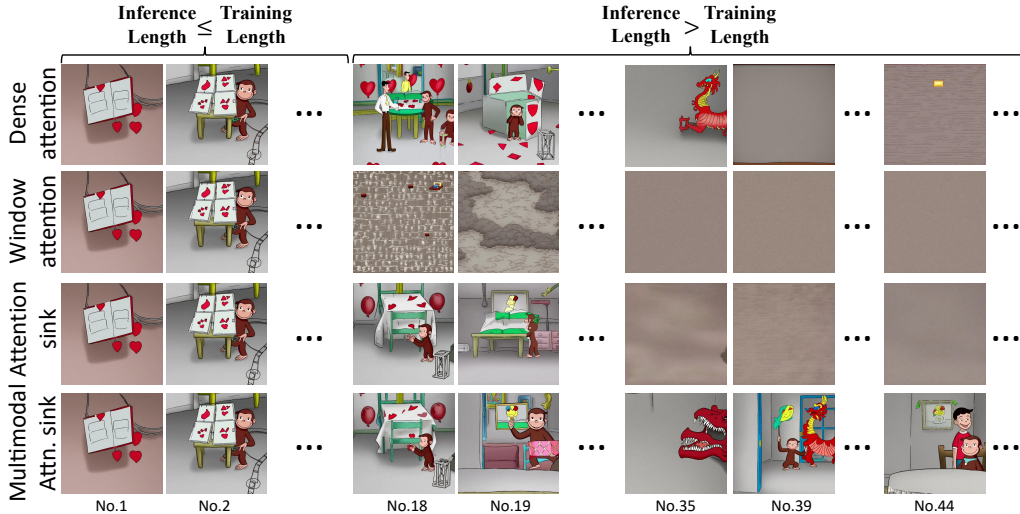 Inference Length ≤ Training Length
Inference Length > Training Length
Dense attention
...
...
...
...
Window attention
...
...
...
...
Attention sink
...
...
...
...
Multimodal Attn. sink
...
...
...
...
No.1 No.2 No.18 No.19 No.35 No.39 No.44